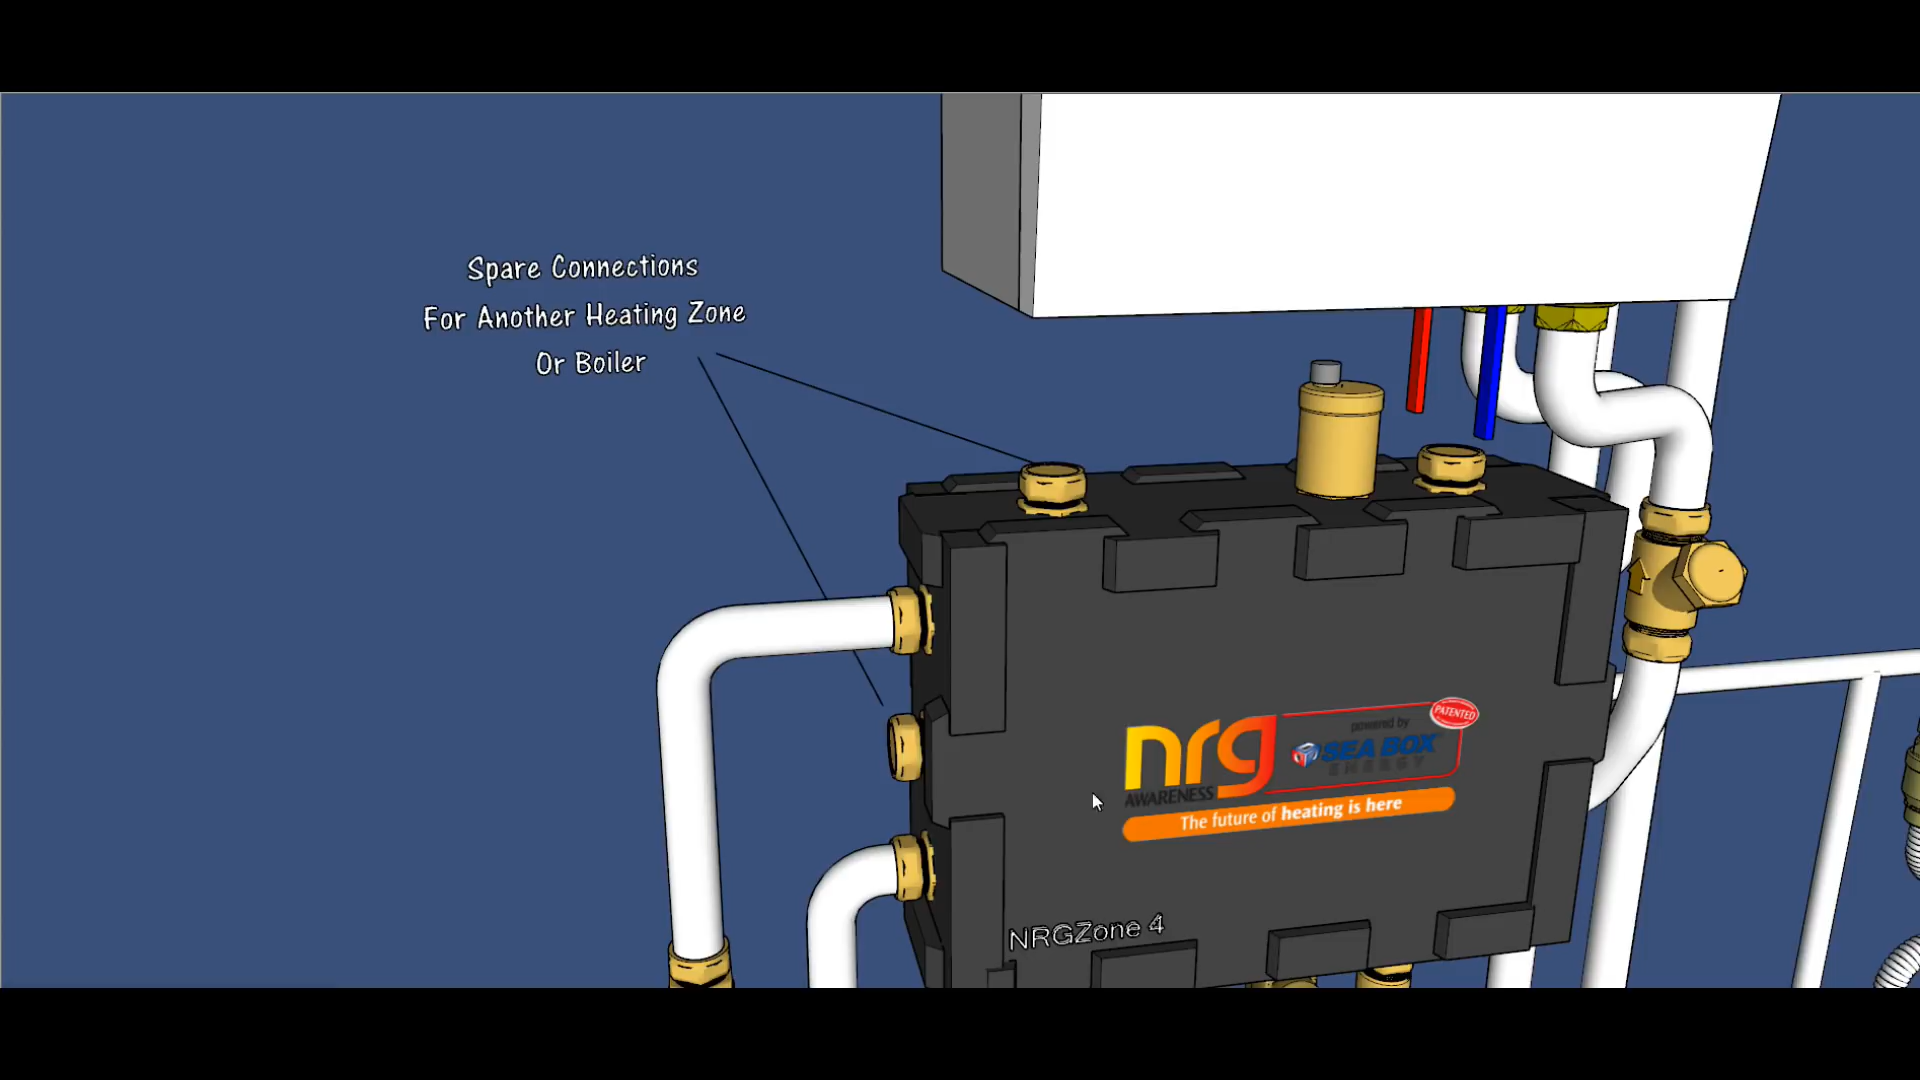 Spare Connections
For Another Heating Zone
Or Boiler
PATENTED
powered by
nrg
SEA BOX
ENERGY
AWARENESS
The future of heating is here
NRGZone 4